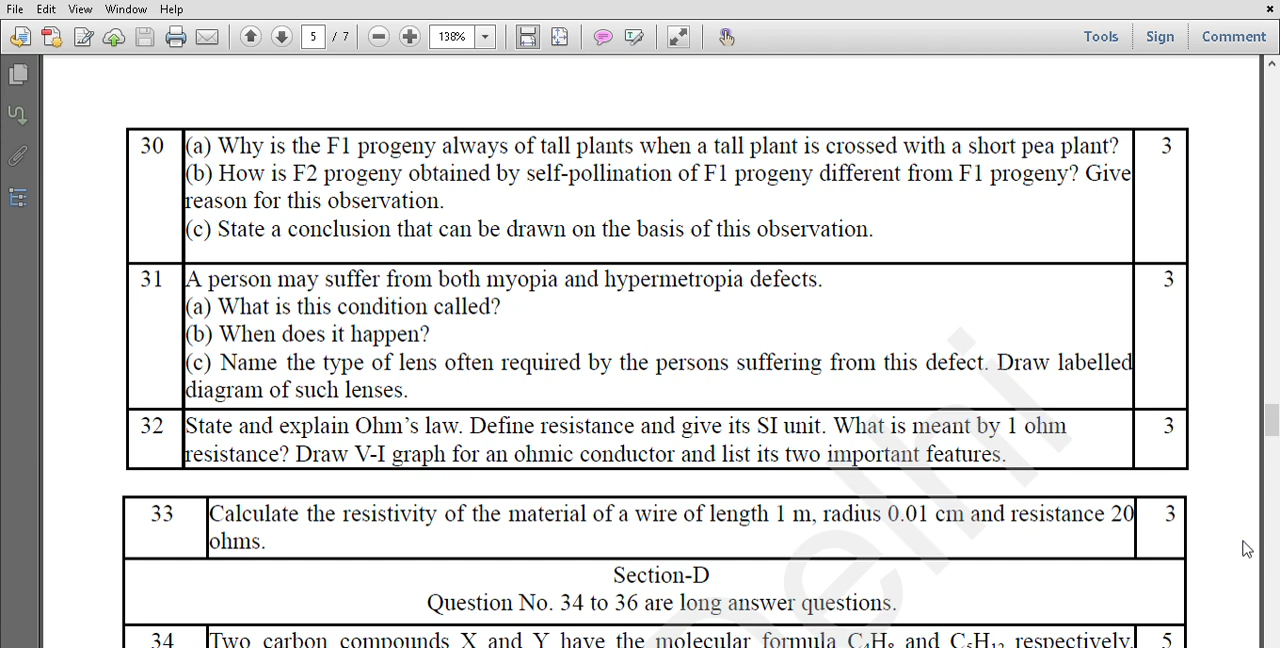 File Edit View Window Help
5 / 7 138% Tools Sign Comment
30 (a) Why is the F1 progeny always of tall plants when a tall plant is crossed with a short pea plant? 3
(b) How is F2 progeny obtained by self-pollination of F1 progeny different from F1 progeny? Give
reason for this observation.
(c) State a conclusion that can be drawn on the basis of this observation.
31 A person may suffer from both myopia and hypermetropia defects. 3
(a) What is this condition called?
(b) When does it happen?
(c) Name the type of lens often required by the persons suffering from this defect. Draw labelled
diagram of such lenses.
32 State and explain Ohm's law. Define resistance and give its SI unit. What is meant by 1 ohm 3
resistance? Draw V-I graph for an ohmic conductor and list its two important features.
33 Calculate the resistivity of the material of a wire of length 1 m, radius 0.01 cm and resistance 20 3
ohms.
Section-D
Question No. 34 to 36 are long answer questions.
34 Two carbon compounds X and Y have the molecular formula C₄H₈ and C₅H₁₂ respectively. 5
elhi